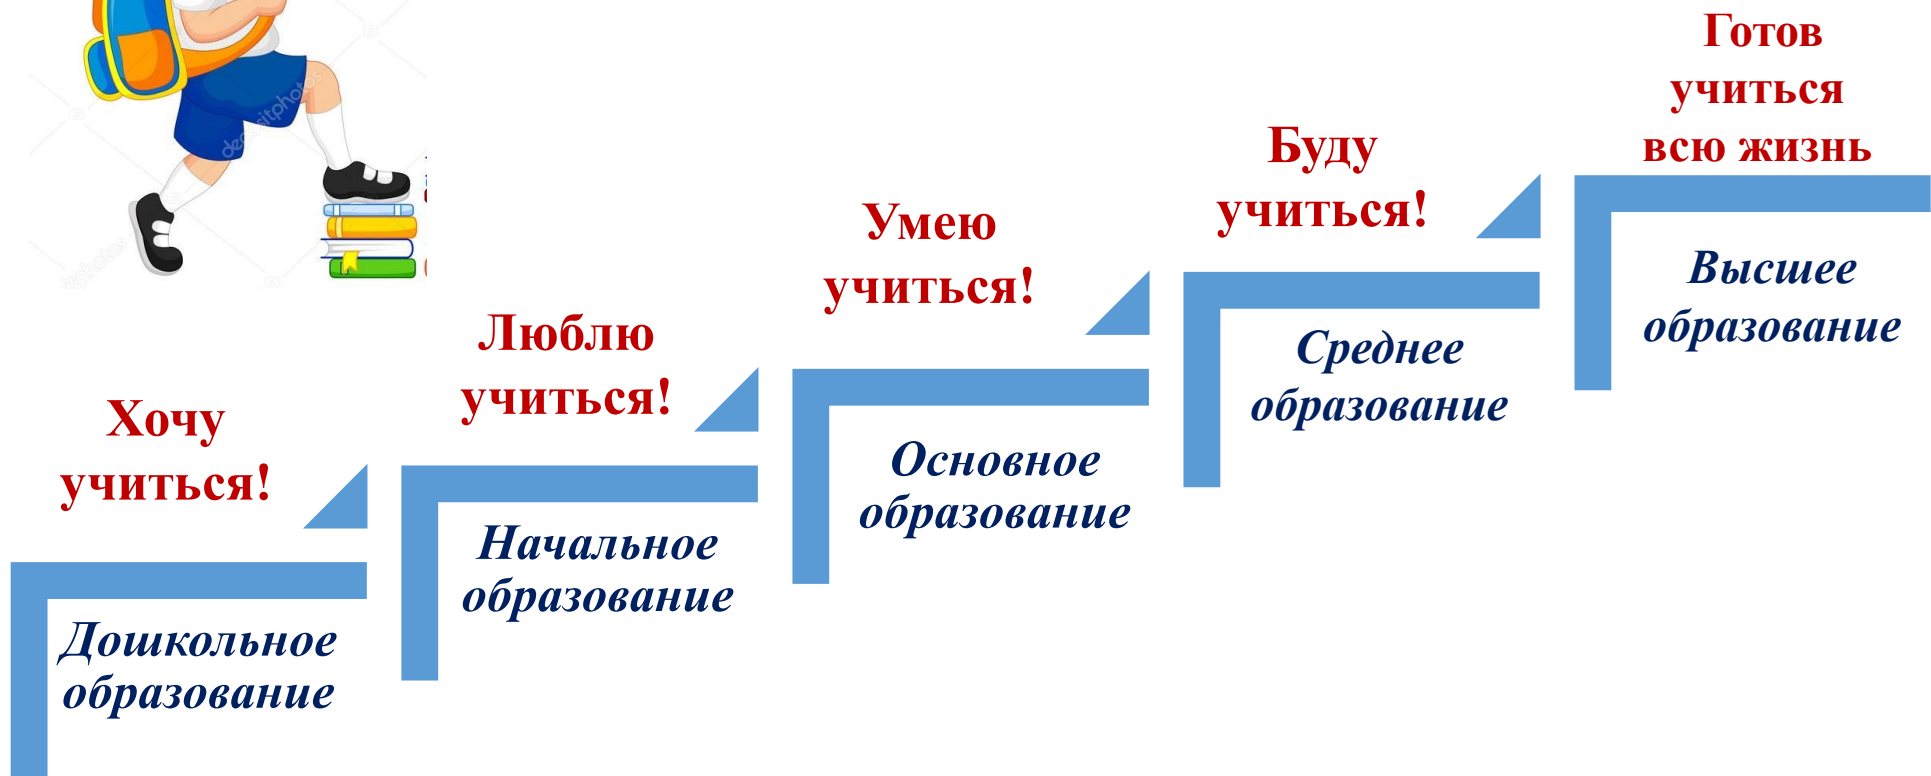 Готов
учиться
всю жизнь
Буду
учиться!
Умею
учиться!
Люблю
учиться!
Хочу
учиться!
Высшее
образование
Среднее
образование
Основное
образование
Начальное
образование
Дошкольное
образование
depositphotos